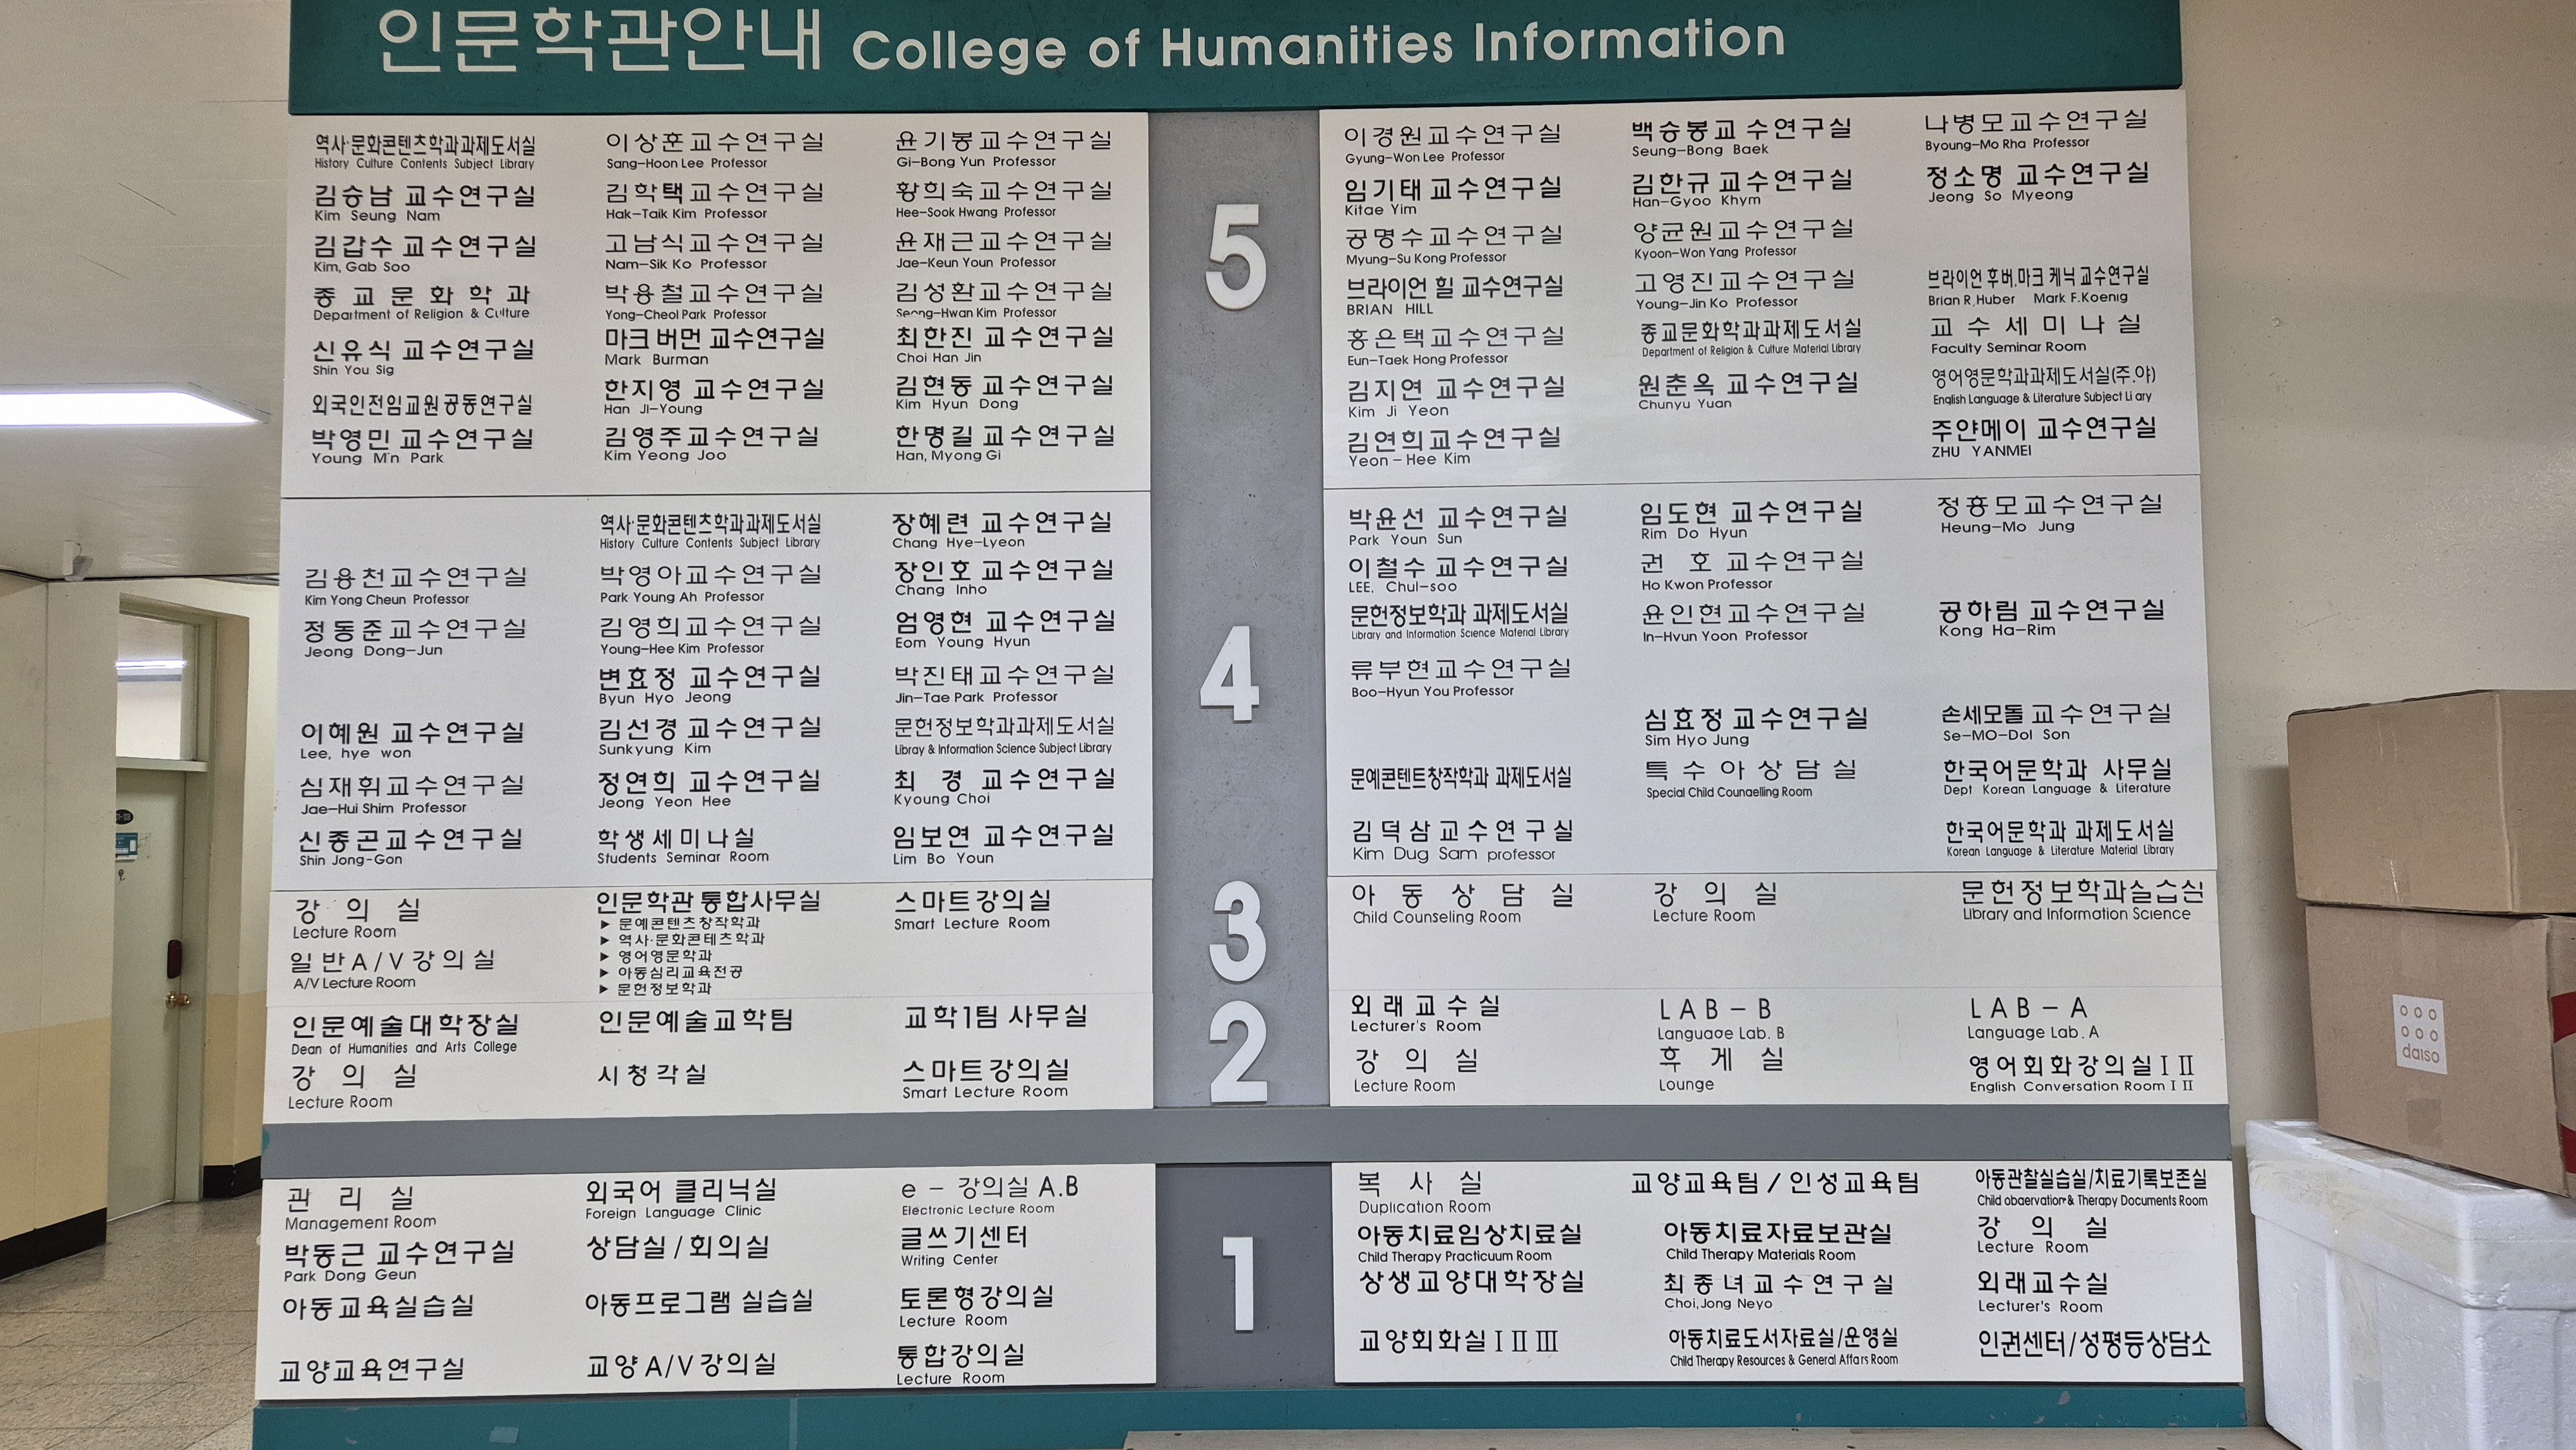 인문학관안내 College of Humanities Information
역사·문화콘텐츠학과과제도서실
History Culture Contents Subject Library
김승남 교수연구실
Kim Seung Nam
김갑수 교수연구실
Kim, Gab Soo
종교문화학과
Department of Religion & Culture
신유식 교수연구실
Shin You Sig
외국인전임교원공동연구실
박영민 교수연구실
Young Min Park
이상훈교수연구실
Sang-Hoon Lee Professor
김학택교수연구실
Hak-Taik Kim Professor
고남식교수연구실
Nam-Sik Ko Professor
박용철교수연구실
Yong-Cheol Park Professor
마크 버먼 교수연구실
Mark Burman
한지영 교수연구실
Han Ji-Young
김영주교수연구실
Kim Yeong Joo
윤기봉교수연구실
Gi-Bong Yun Professor
황희숙교수연구실
Hee-Sook Hwang Professor
윤재근교수연구실
Jae-Keun Youn Professor
김성환교수연구실
Seong-Hwan Kim Professor
최한진 교수연구실
Choi Han Jin
김현동 교수연구실
Kim Hyun Dong
한명길 교수연구실
Han, Myong Gi
5
이경원교수연구실
Gyung-Won Lee Professor
임기태 교수연구실
Kitae Yim
공명수교수연구실
Myung-Su Kong Professor
브라이언 힐 교수연구실
BRIAN HILL
홍은택교수연구실
Eun-Taek Hong Professor
김지연 교수연구실
Kim Ji Yeon
김연희교수연구실
Yeon-Hee Kim
백승봉교 수연구실
Seung-Bong Baek
김한규 교수연구실
Han-Gyoo Khym
양균원교수연구실
Kyoon-Won Yang Professor
고영진교수연구실
Young-Jin Ko Professor
종교문화학과과제도서실
Department of Religion & Culture Material Library
원춘옥 교수연구실
Chunyu Yuan
나병모교수연구실
Byoung-Mo Rha Professor
정소명 교수연구실
Jeong So Myeong
브라이언 후버.마크 케닉 교수연구실
Brian R.Huber Mark F.Koenig
교수세미나실
Faculty Seminar Room
영어영문학과과제도서실(주.야)
English Language & Literature Subject Li ary
주얀메이 교수연구실
ZHU YANMEI
김용천교수연구실
Kim Yong Cheun Professor
정동준교수연구실
Jeong Dong-Jun
이혜원 교수연구실
Lee, hye won
심재휘교수연구실
Jae-Hui Shim Professor
신종곤교수연구실
Shin Jong-Gon
역사·문화콘텐츠학과과제도서실
History Culture Contents Subject Library
박영아교수연구실
Park Young Ah Professor
김영희교수연구실
Young-Hee Kim Professor
변효정 교수연구실
Byun Hyo Jeong
김선경 교수연구실
Sunkyung Kim
정연희 교수연구실
Jeong Yeon Hee
학생세미나실
Students Seminar Room
장혜련 교수연구실
Chang Hye-Lyeon
장인호 교수연구실
Chang Inho
엄영현 교수연구실
Eom Young Hyun
박진태교수연구실
Jin-Tae Park Professor
문헌정보학과과제도서실
Libray & Information Science Subject Library
최 경 교수연구실
Kyoung Choi
임보연 교수연구실
Lim Bo Youn
4
박윤선 교수연구실
Park Youn Sun
이철수 교수연구실
LEE. Chul-soo
문헌정보학과 과제도서실
Library and Information Science Material Library
류부현교수연구실
Boo-Hyun You Professor
문예콘텐트창작학과 과제도서실
김덕삼교수연구실
Kim Dug Sam professor
임도현 교수연구실
Rim Do Hyun
권 호교수연구실
Ho Kwon Professor
윤인현교수연구실
In-Hyun Yoon Professor
심효정 교수연구실
Sim Hyo Jung
특수아상담실
Special Child Counaelling Room
정흥모교수연구실
Heung-Mo Jung
공하림 교수연구실
Kong Ha-Rim
손세모돌교수연구실
Se-MO-Dol Son
한국어문학과 사무실
Dept Korean Language & Literature
한국어문학과 과제도서실
Korean Language & Literature Material Library
강의실
Lecture Room
일반A/V강의실
A/V Lecture Room
인문학관 통합사무실
▶ 문예콘텐츠창작학과
▶ 역사·문화콘테츠학과
▶ 영어영문학과
▶ 아동심리교육전공
▶ 문헌정보학과
스마트강의실
Smart Lecture Room
3
아동상담실
Child Counseling Room
강의실
Lecture Room
문헌정보학과실습실
Library and Information Science
인문예술대학장실
Dean of Humanities and Arts College
강의실
Lecture Room
인문예술교학팀
시청각실
교학1팀 사무실
스마트강의실
Smart Lecture Room
2
외래교수실
Lecturer's Room
강의실
Lecture Room
LAB-B
Language Lab. B
휴게실
Lounge
LAB-A
Language Lab. A
영어회화강의실Ⅰ Ⅱ
English Conversation Room Ⅰ Ⅱ
관리실
Management Room
박동근 교수연구실
Park Dong Geun
아동교육실습실
교양교육연구실
외국어 클리닉실
Foreign Language Clinic
상담실/회의실
아동프로그램 실습실
교양A/V강의실
e - 강의실 A.B
Electronic Lecture Room
글쓰기센터
Writing Center
토론형강의실
Lecture Room
통합강의실
Lecture Room
1
복사실
Duplication Room
아동치료임상치료실
Child Therapy Practicuum Room
상생교양대학장실
교양회화실Ⅰ Ⅱ Ⅲ
교양교육팀/인성교육팀
아동치료자료보관실
Child Therapy Materials Room
최종녀교수연구실
Choi,Jong Neyo
아동치료도서자료실/운영실
Child Therapy Resources & General Affars Room
아동관찰실습실/치료기록보존실
Child obaervation & Therapy Documents Room
강의실
Lecture Room
외래교수실
Lecturer's Room
인권센터/성평등상담소
daiso